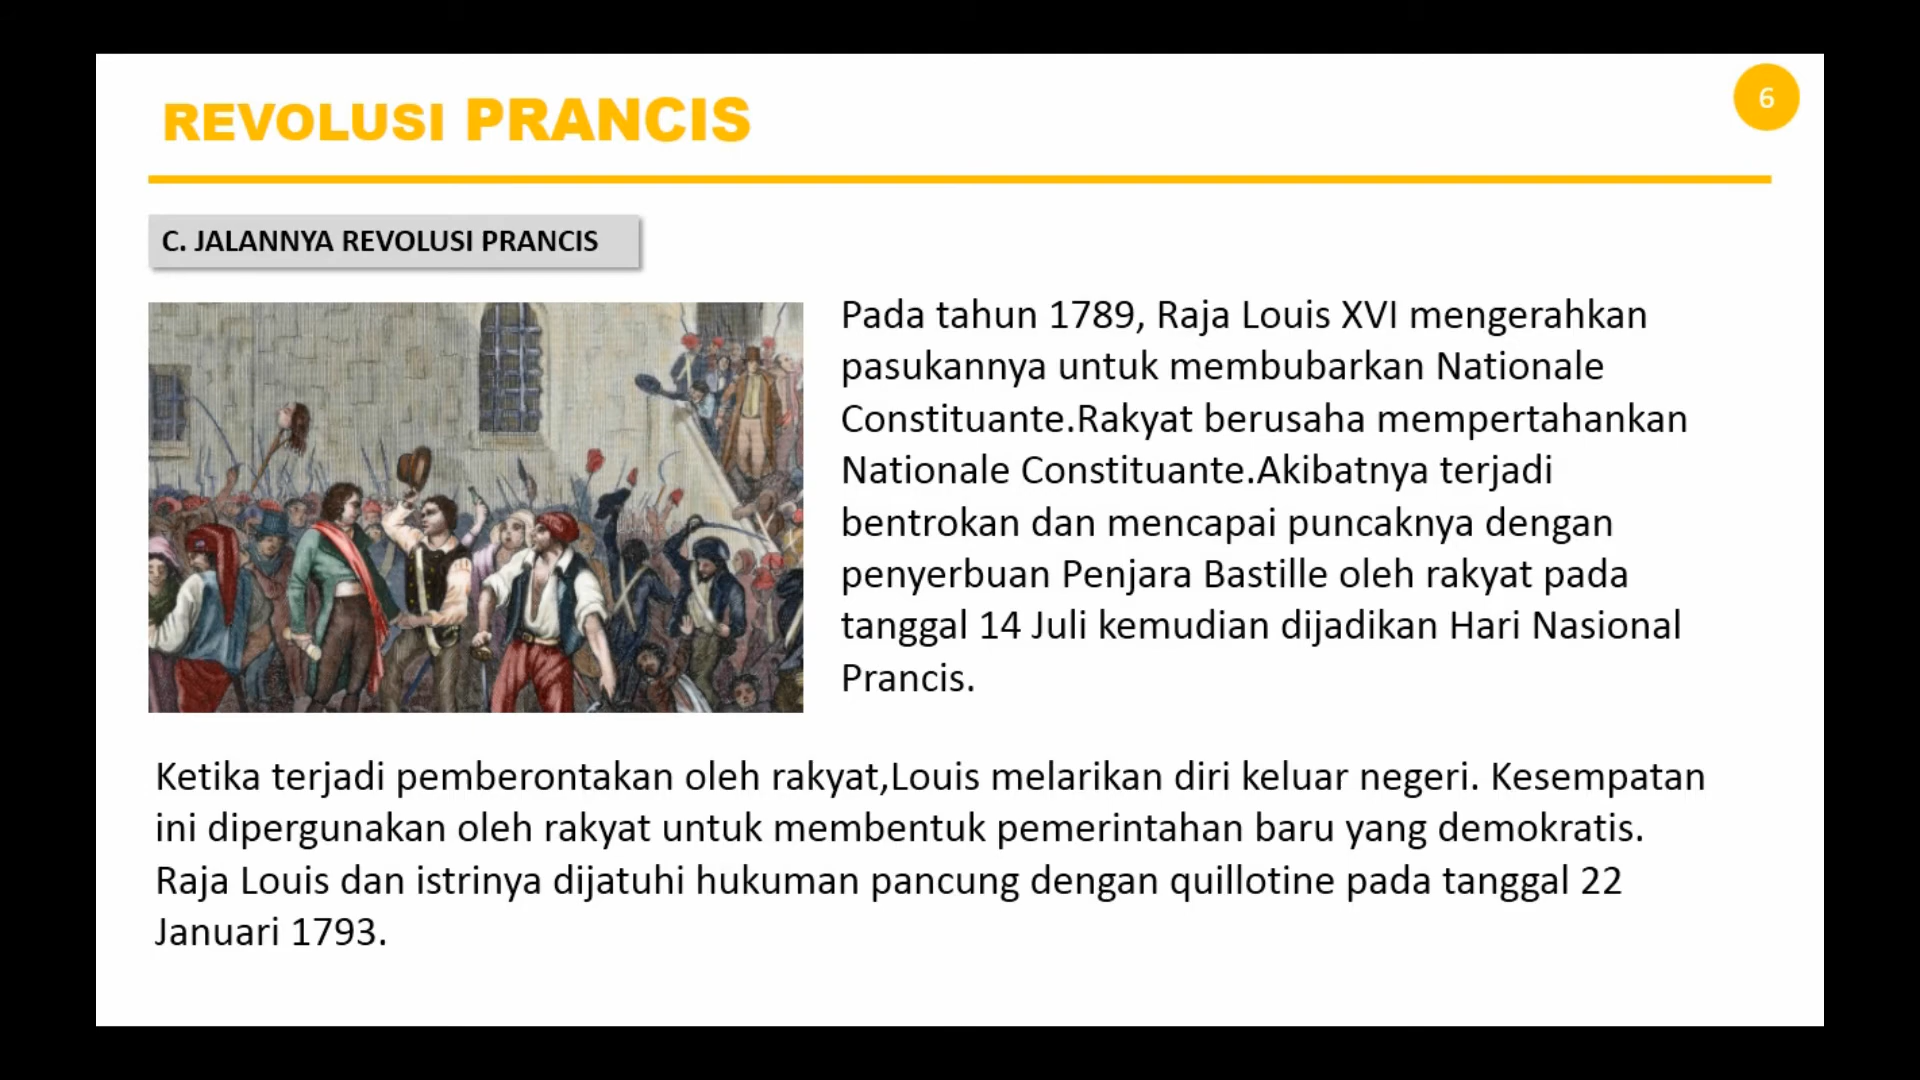 REVOLUSI PRANCIS
6
C. JALANNYA REVOLUSI PRANCIS
Pada tahun 1789, Raja Louis XVI mengerahkan
pasukannya untuk membubarkan Nationale
Constituante.Rakyat berusaha mempertahankan
Nationale Constituante.Akibatnya terjadi
bentrokan dan mencapai puncaknya dengan
penyerbuan Penjara Bastille oleh rakyat pada
tanggal 14 Juli kemudian dijadikan Hari Nasional
Prancis.
Ketika terjadi pemberontakan oleh rakyat,Louis melarikan diri keluar negeri. Kesempatan
ini dipergunakan oleh rakyat untuk membentuk pemerintahan baru yang demokratis.
Raja Louis dan istrinya dijatuhi hukuman pancung dengan quillotine pada tanggal 22
Januari 1793.